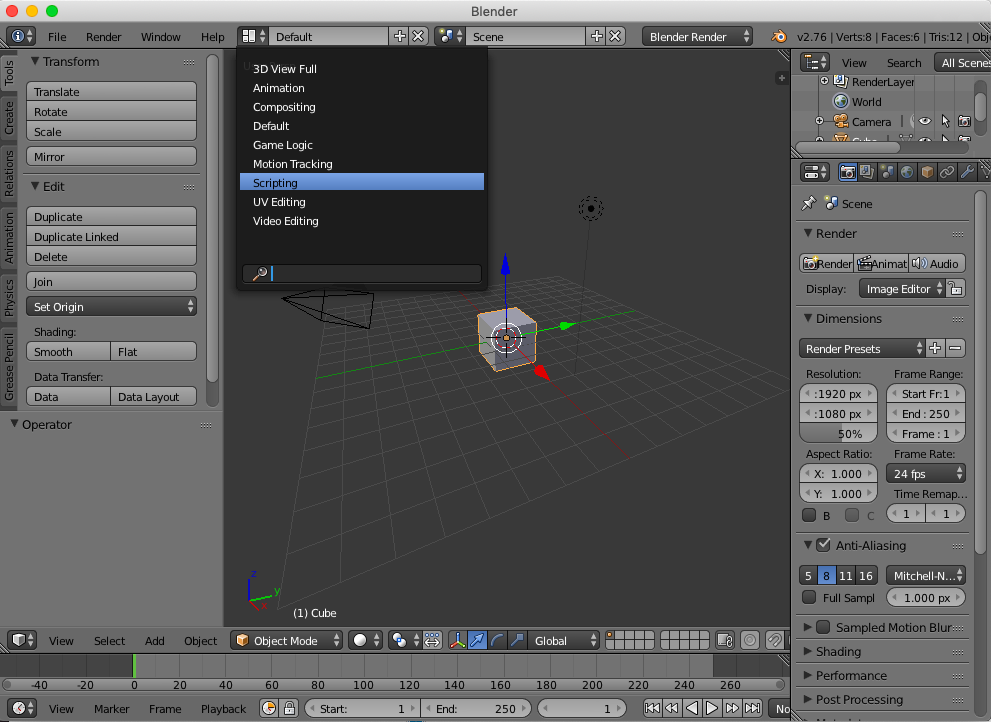 Blender
File Render Window Help Default Scene Blender Render v2.76 | Verts:8 | Faces:6 | Tris:12 | Obj
Tools
Create
Relations
Animation
Physics
Grease Pencil
Transform
Translate
Rotate
Scale
Mirror
Edit
Duplicate
Duplicate Linked
Delete
Join
Set Origin
Shading:
Smooth Flat
Data Transfer:
Data Data Layout
Operator
3D View Full
Animation
Compositing
Default
Game Logic
Motion Tracking
Scripting
UV Editing
Video Editing
z
y
x
(1) Cube
View Select Add Object Object Mode Global
-40 -20 0 20 40 60 80 100 120 140 160 180 200 220 240 260
View Marker Frame Playback Start: 1 End: 250 1 No
View Search All Scenes
RenderLayer
World
Camera
Cube
Scene
Render
Render Animat Audio
Display: Image Editor
Dimensions
Render Presets
Resolution: Frame Range:
:1920 px Start Fr:1
:1080 px End : 250
50% Frame : 1
Aspect Ratio: Frame Rate:
X: 1.000 24 fps
Y: 1.000 Time Remap...
B C 1 1
Anti-Aliasing
5 8 11 16 Mitchell-N...
Full Sampl 1.000 px
Sampled Motion Blur
Shading
Performance
Post Processing